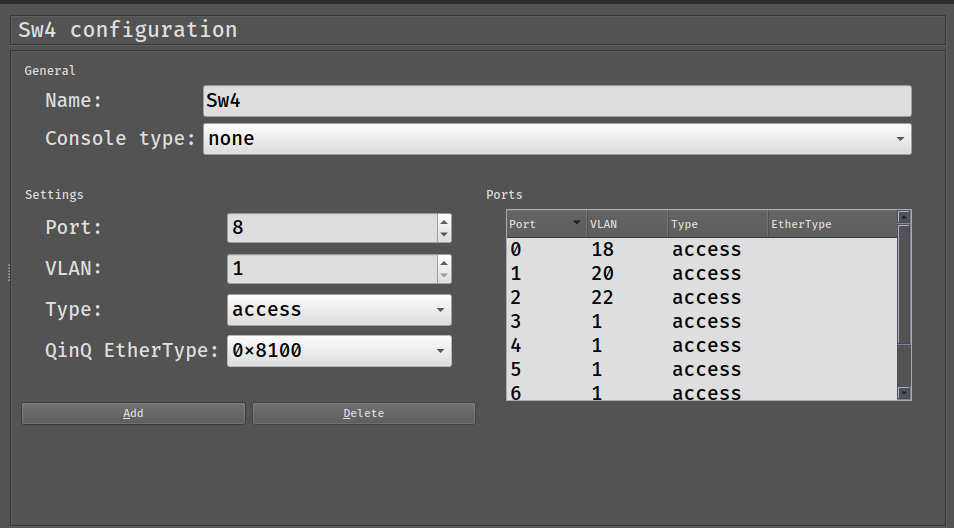 Sw4 configuration
General
Name: Sw4
Console type: none
Settings
Port: 8
VLAN: 1
Type: access
QinQ EtherType: 0×8100
Add Delete
Ports
Port VLAN Type EtherType
0 18 access
1 20 access
2 22 access
3 1 access
4 1 access
5 1 access
6 1 access